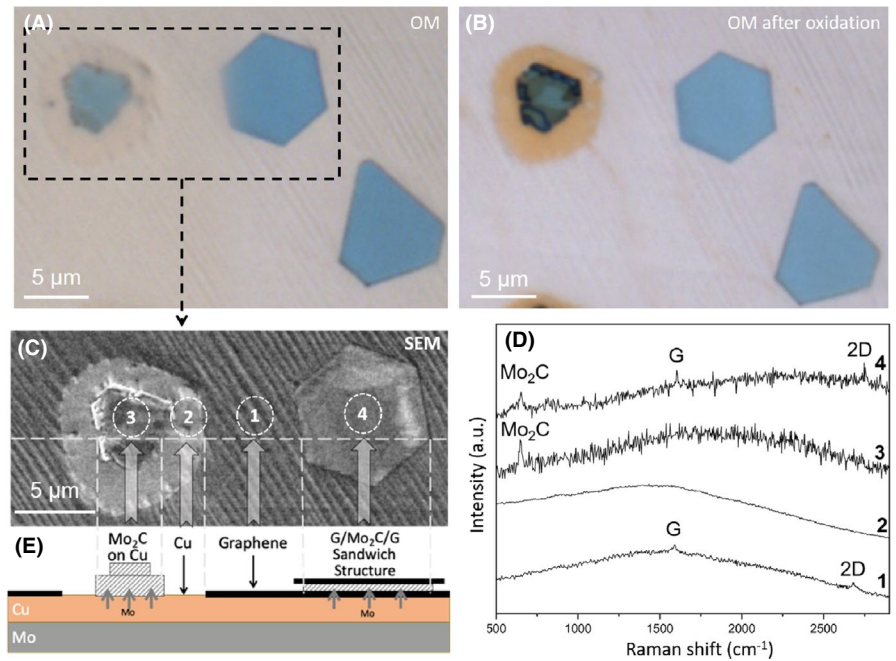 (A)
OM
5 µm
(B)
OM after oxidation
5 µm
(C)
SEM
3
2
1
4
5 µm
(D)
Intensity (a.u.)
Mo₂C
G
2D
4
Mo₂C
3
2
G
2D
1
500
1000
1500
2000
2500
Raman shift (cm⁻¹)
(E)
Mo₂C
on Cu
Cu
Graphene
G/Mo₂C/G
Sandwich
Structure
Cu
Mo
Mo
Mo